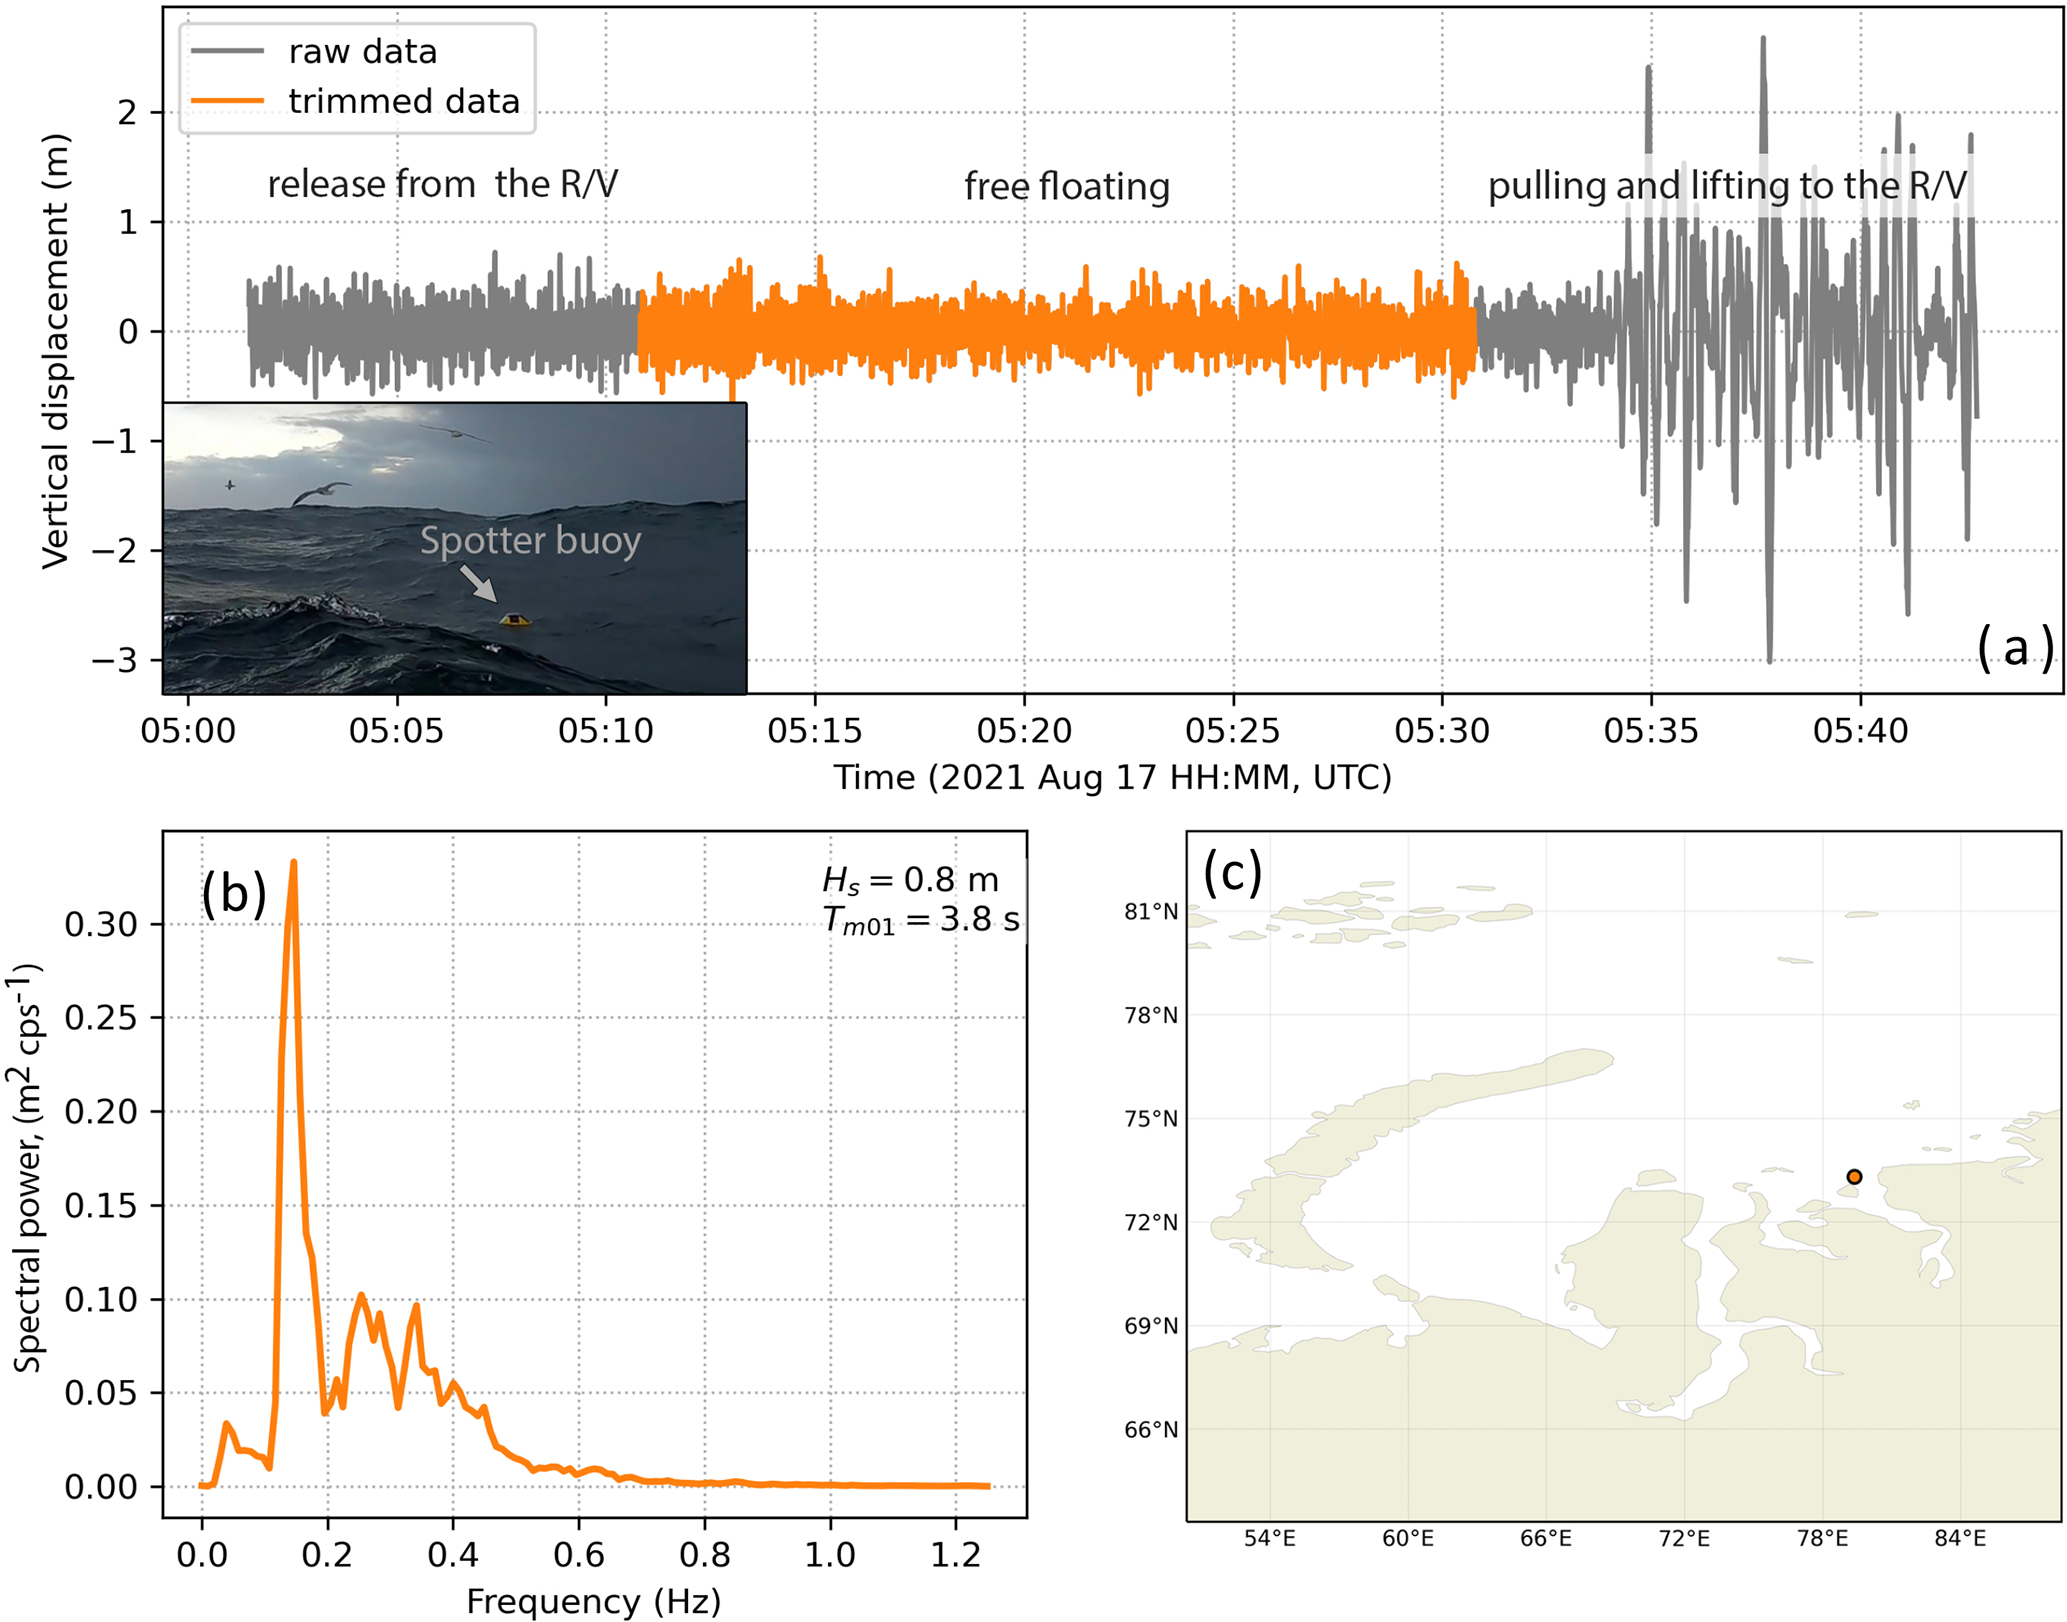 raw data
trimmed data
release from the R/V
free floating
pulling and lifting to the R/V
Vertical displacement (m)
2
1
0
−1
−2
−3
Spotter buoy
(a)
05:00 05:05 05:10 05:15 05:20 05:25 05:30 05:35 05:40
Time (2021 Aug 17 HH:MM, UTC)
(b)
Hs = 0.8 m
Tm01 = 3.8 s
Spectral power, (m² cps⁻¹)
0.30
0.25
0.20
0.15
0.10
0.05
0.00
0.0 0.2 0.4 0.6 0.8 1.0 1.2
Frequency (Hz)
(c)
81°N
78°N
75°N
72°N
69°N
66°N
54°E 60°E 66°E 72°E 78°E 84°E